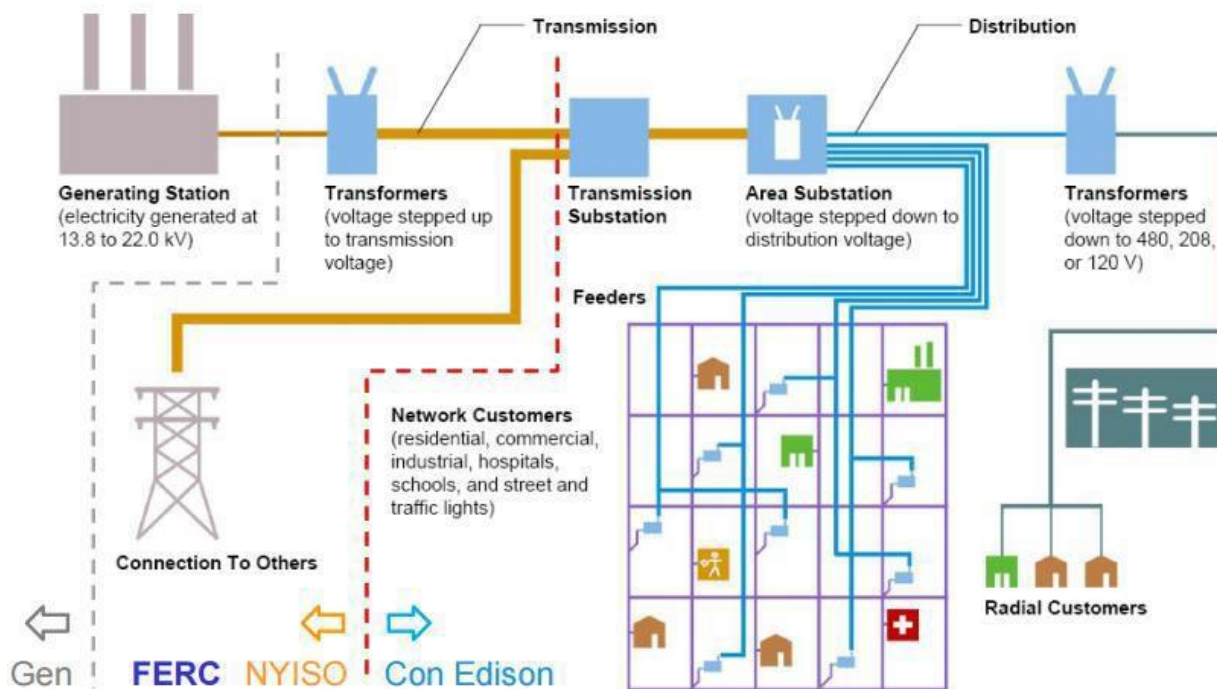 Transmission
Distribution
Generating Station
(electricity generated at
13.8 to 22.0 kV)
Transformers
(voltage stepped up
to transmission
voltage)
Transmission
Substation
Area Substation
(voltage stepped down to
distribution voltage)
Transformers
(voltage stepped
down to 480, 208,
or 120 V)
Feeders
Network Customers
(residential, commercial,
industrial, hospitals,
schools, and street and
traffic lights)
Connection To Others
Radial Customers
Gen
FERC
NYISO
Con Edison